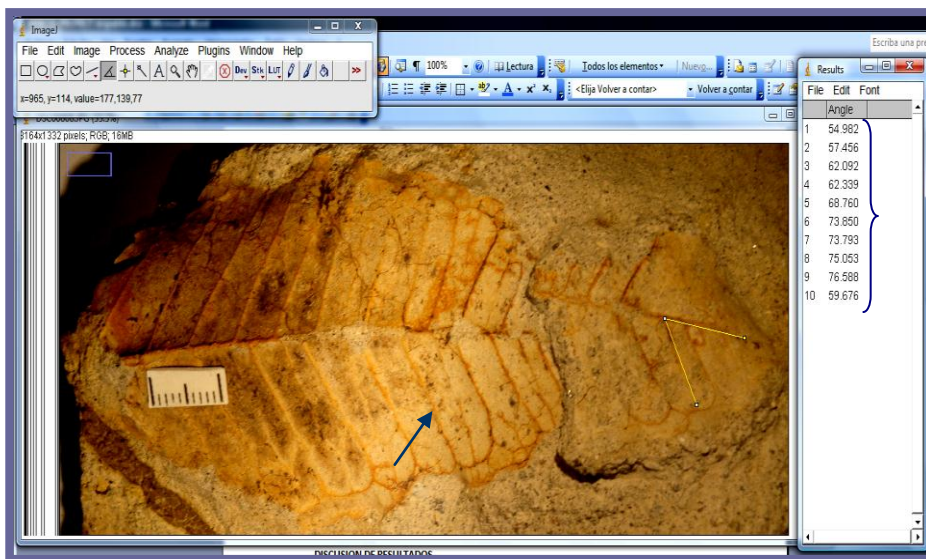 ImageJ
File Edit Image Process Analyze Plugins Window Help
Dev Stk LUT
x=965, y=114, value=177,139,77
Escriba una pre
100%
Lectura
Todos los elementos
<Elija Volver a contar>
Volver a contar
3164x1332 pixels; RGB; 16MB
Results
File Edit Font
Angle
1 54.982
2 57.456
3 62.092
4 62.339
5 68.760
6 73.850
7 73.793
8 75.053
9 76.588
10 59.676
DISCUSION DE RESULTADOS